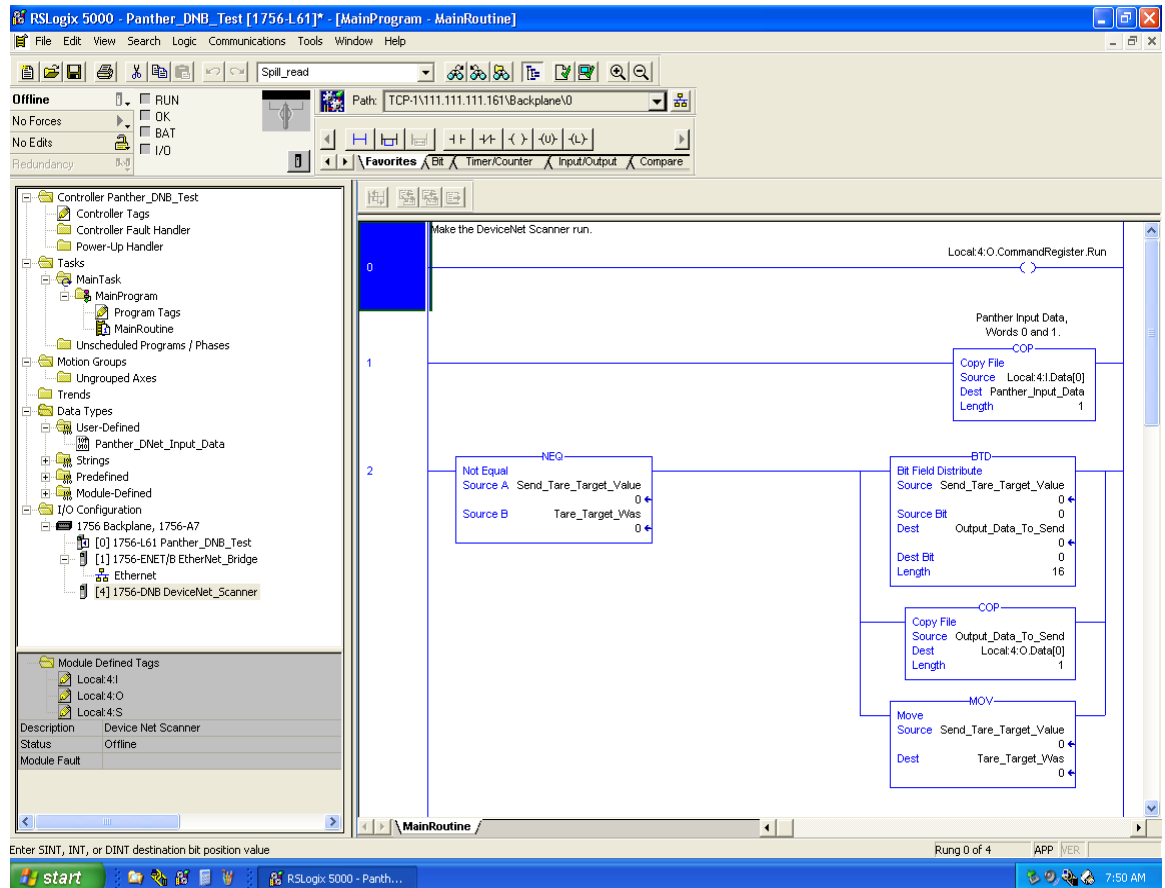 RSLogix 5000 - Panther_DNB_Test [1756-L61]* - [MainProgram - MainRoutine]
File Edit View Search Logic Communications Tools Window Help
Spill_read
Offline
RUN
No Forces
OK
No Edits
BAT
Redundancy
I/O
Path: TCP-1\111.111.111.161\Backplane\0
Favorites Bit Timer/Counter Input/Output Compare
Controller Panther_DNB_Test
Controller Tags
Controller Fault Handler
Power-Up Handler
Tasks
MainTask
MainProgram
Program Tags
MainRoutine
Unscheduled Programs / Phases
Motion Groups
Ungrouped Axes
Trends
Data Types
User-Defined
Panther_DNet_Input_Data
Strings
Predefined
Module-Defined
I/O Configuration
1756 Backplane, 1756-A7
[0] 1756-L61 Panther_DNB_Test
[1] 1756-ENET/B EtherNet_Bridge
Ethernet
[4] 1756-DNB DeviceNet_Scanner
Module Defined Tags
Local:4:I
Local:4:O
Local:4:S
Description Device Net Scanner
Status Offline
Module Fault
Make the DeviceNet Scanner run.
Local:4:O.CommandRegister.Run
0
Panther Input Data,
Words 0 and 1.
1
COP
Copy File
Source Local:4:I.Data[0]
Dest Panther_Input_Data
Length 1
2
NEQ
Not Equal
Source A Send_Tare_Target_Value
0
Source B Tare_Target_Was
0
BTD
Bit Field Distribute
Source Send_Tare_Target_Value
0
Source Bit 0
Dest Output_Data_To_Send
0
Dest Bit 0
Length 16
COP
Copy File
Source Output_Data_To_Send
Dest Local:4:O.Data[0]
Length 1
MOV
Move
Source Send_Tare_Target_Value
0
Dest Tare_Target_Was
0
MainRoutine
Enter SINT, INT, or DINT destination bit position value
Rung 0 of 4 APP VER
start
RSLogix 5000 - Panth...
7:50 AM